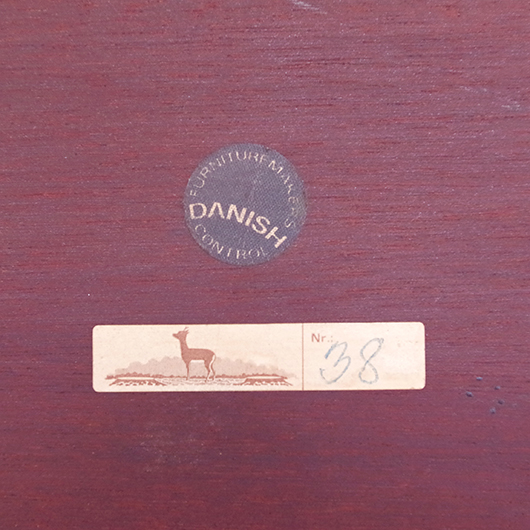 FURNITUREMAKERS
DANISH
CONTROL
Nr.: 38